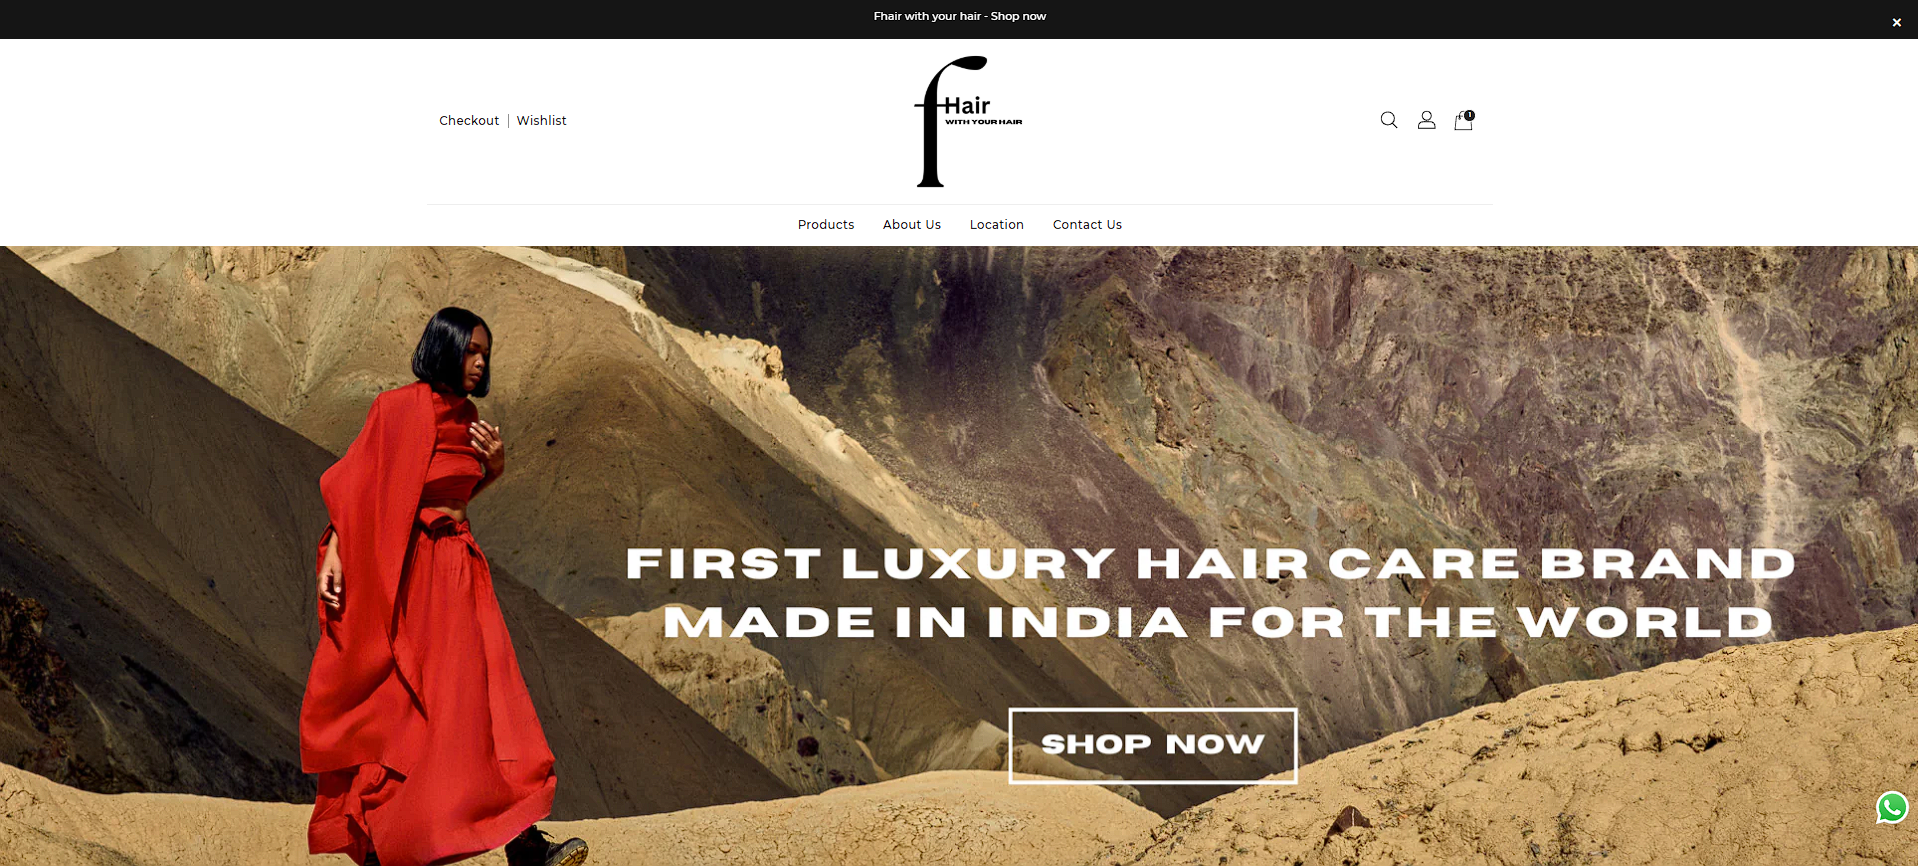 Fhair with your hair - Shop now
×
Checkout | Wishlist
fHair
WITH YOUR HAIR
1
Products About Us Location Contact Us
FIRST LUXURY HAIR CARE BRAND
MADE IN INDIA FOR THE WORLD
SHOP NOW